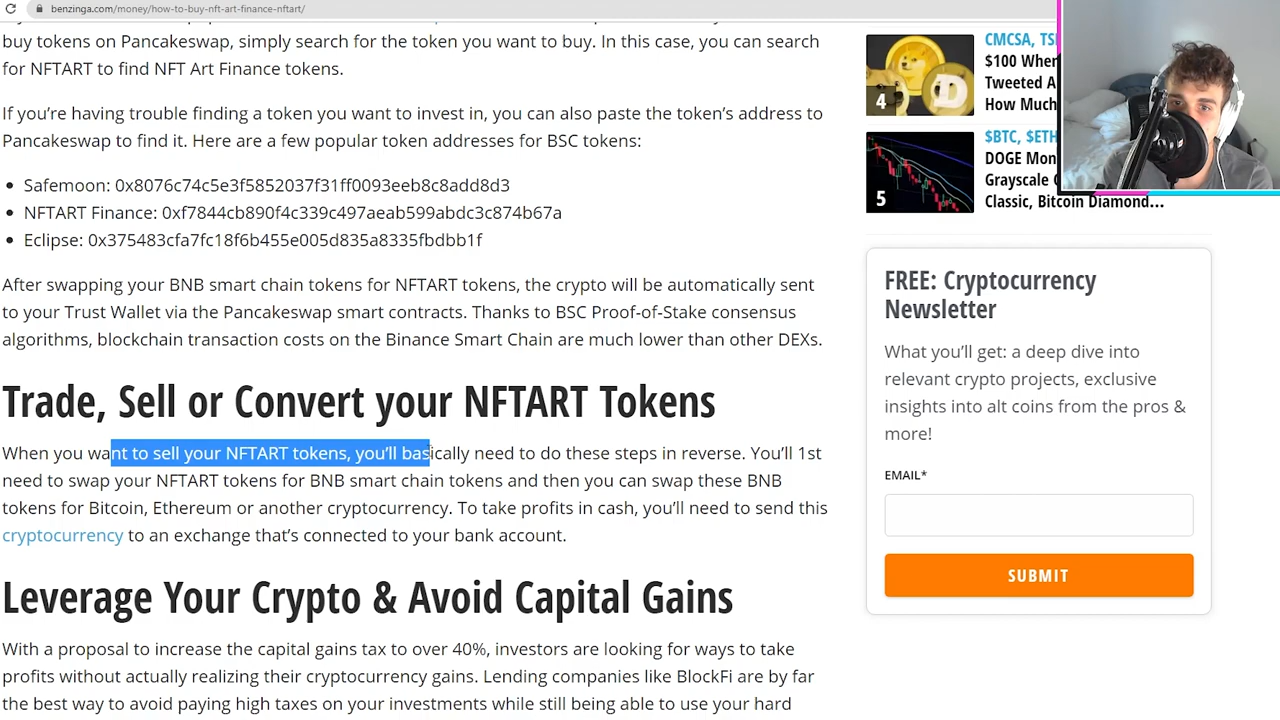 benzinga.com/money/how-to-buy-nft-art-finance-nftart/
buy tokens on Pancakeswap, simply search for the token you want to buy. In this case, you can search
for NFTART to find NFT Art Finance tokens.
If you're having trouble finding a token you want to invest in, you can also paste the token's address to
Pancakeswap to find it. Here are a few popular token addresses for BSC tokens:
Safemoon: 0x8076c74c5e3f5852037f31ff0093eeb8c8add8d3
NFTART Finance: 0xf7844cb890f4c339c497aeab599abdc3c874b67a
Eclipse: 0x375483cfa7fc18f6b455e005d835a8335fbdbb1f
After swapping your BNB smart chain tokens for NFTART tokens, the crypto will be automatically sent
to your Trust Wallet via the Pancakeswap smart contracts. Thanks to BSC Proof-of-Stake consensus
algorithms, blockchain transaction costs on the Binance Smart Chain are much lower than other DEXs.
Trade, Sell or Convert your NFTART Tokens
When you want to sell your NFTART tokens, you'll basically need to do these steps in reverse. You'll 1st
need to swap your NFTART tokens for BNB smart chain tokens and then you can swap these BNB
tokens for Bitcoin, Ethereum or another cryptocurrency. To take profits in cash, you'll need to send this
cryptocurrency to an exchange that's connected to your bank account.
Leverage Your Crypto & Avoid Capital Gains
With a proposal to increase the capital gains tax to over 40%, investors are looking for ways to take
profits without actually realizing their cryptocurrency gains. Lending companies like BlockFi are by far
the best way to avoid paying high taxes on your investments while still being able to use your hard
4
CMCSA, TS
$100 When
Tweeted A
How Much
5
$BTC, $ETH
DOGE Mon
Grayscale
Classic, Bitcoin Diamond...
FREE: Cryptocurrency
Newsletter
What you'll get: a deep dive into
relevant crypto projects, exclusive
insights into alt coins from the pros &
more!
EMAIL*
SUBMIT